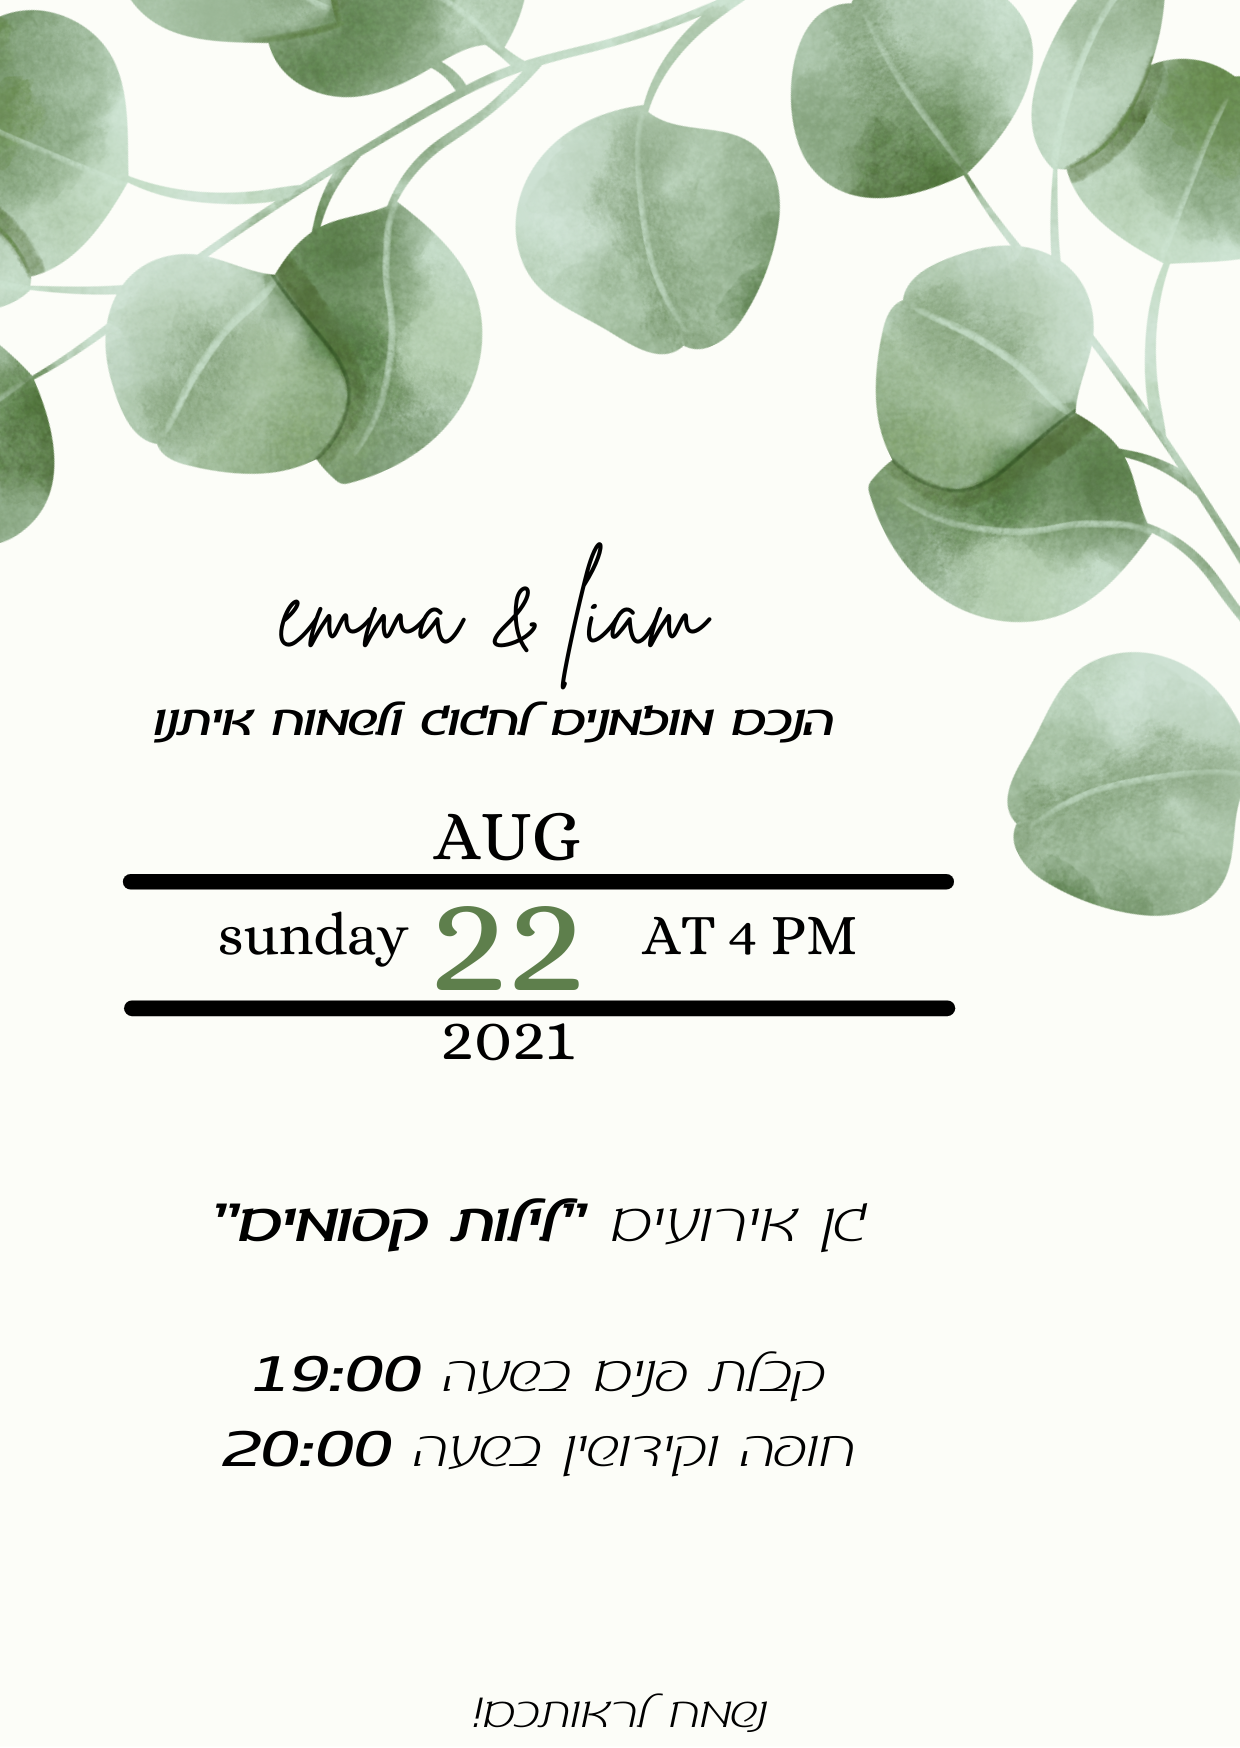 emma & liam
הנכם מוזמנים לחגוג ולשמוח איתנו
AUG
sunday 22 AT 4 PM
2021
גן אירועים "לילות קסומים"
קבלת פנים בשעה 19:00
חופה וקידושין בשעה 20:00
נשמח לראותכם!